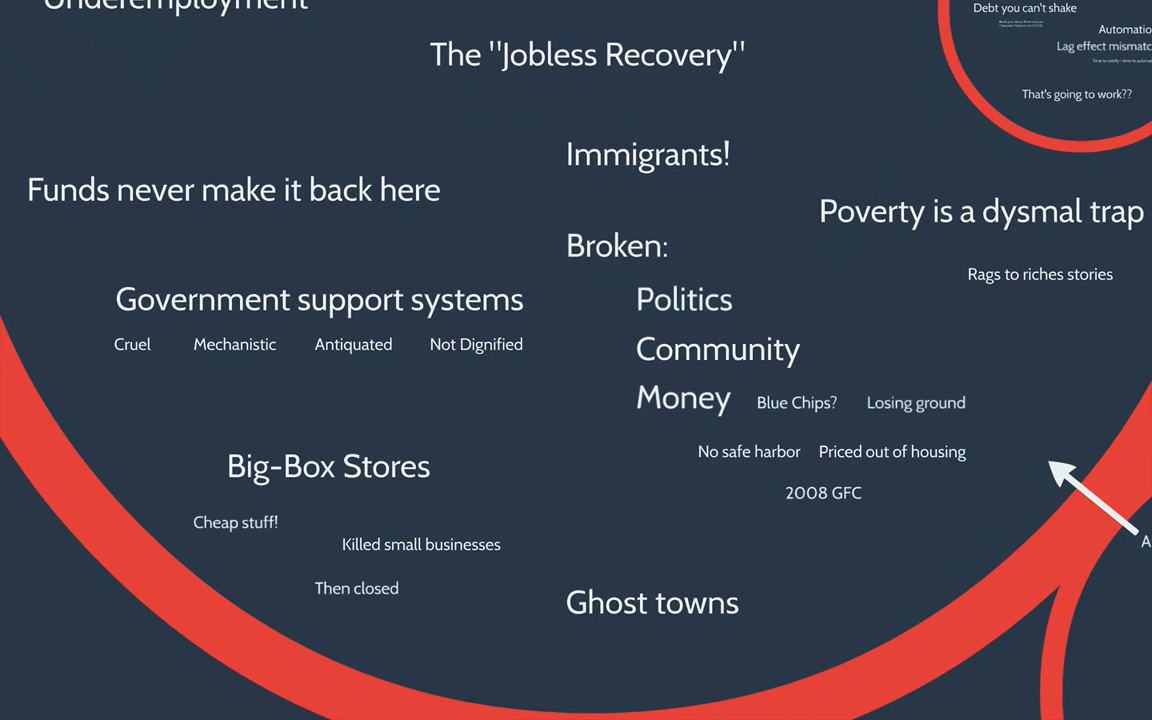 Underemployment
Debt you can't shake
The "Jobless Recovery"
Automatio
Lag effect mismatc
That's going to work??
Immigrants!
Funds never make it back here
Poverty is a dysmal trap
Broken:
Rags to riches stories
Government support systems
Politics
Cruel Mechanistic Antiquated Not Dignified
Community
Money Blue Chips? Losing ground
No safe harbor Priced out of housing
Big-Box Stores
2008 GFC
Cheap stuff!
Killed small businesses
A
Then closed
Ghost towns